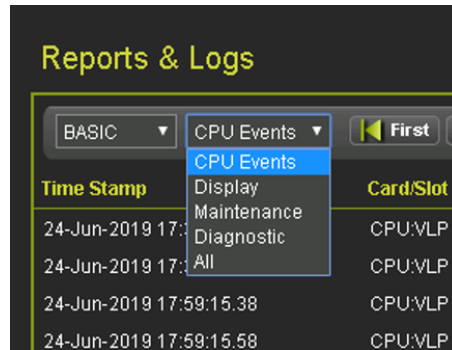 Reports & Logs
BASIC CPU Events First
CPU Events
Display
Maintenance
Diagnostic
All
Time Stamp Card/Slot
24-Jun-2019 17: CPU:VLP
24-Jun-2019 17: CPU:VLP
24-Jun-2019 17:59:15.38 CPU:VLP
24-Jun-2019 17:59:15.58 CPU:VLP